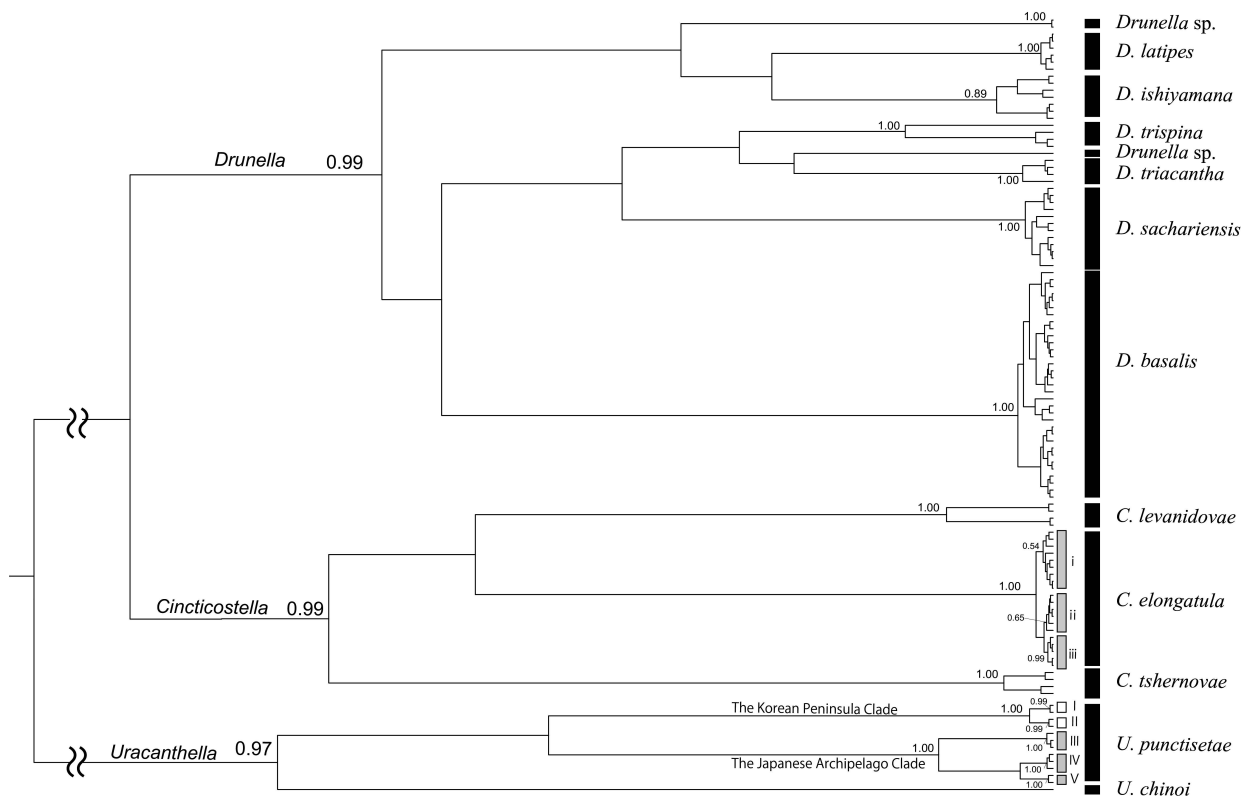 1.00 Drunella sp.
1.00 D. latipes
0.89 D. ishiyamana
1.00 D. trispina
Drunella sp.
Drunella 0.99
1.00 D. triacantha
1.00 D. sachariensis
D. basalis
1.00
1.00 C. levanidovae
0.54 i
1.00 C. elongatula
Cincticostella 0.99
0.65 ii
0.99 iii
1.00 C. tshernovae
The Korean Peninsula Clade 1.00 0.99 I
0.99 II
Uracanthella 0.97
1.00 1.00 III U. punctisetae
The Japanese Archipelago Clade 1.00 IV
V
1.00 U. chinoi